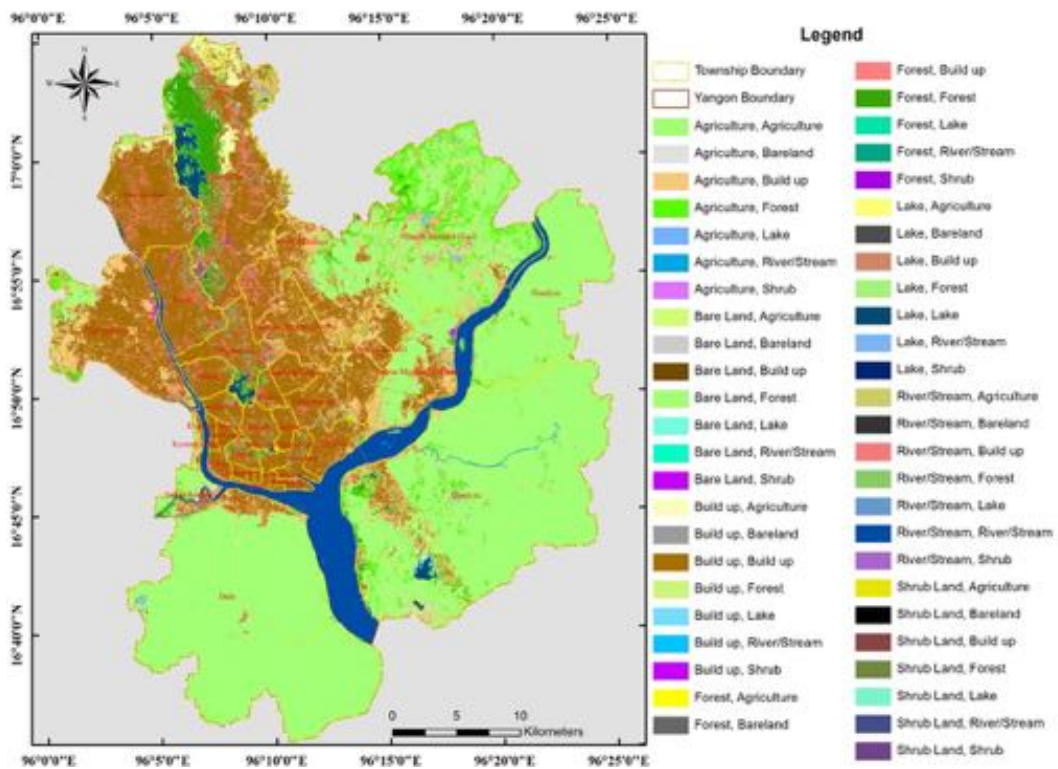 96°0'0"E 96°5'0"E 96°10'0"E 96°15'0"E 96°20'0"E 96°25'0"E
N
W E
S
17°0'0"N
16°55'0"N
16°50'0"N
16°45'0"N
16°40'0"N
0 5 10
Kilometers
96°0'0"E 96°5'0"E 96°10'0"E 96°15'0"E 96°20'0"E 96°25'0"E
Legend
Township Boundary
Yangon Boundary
Agriculture, Agriculture
Agriculture, Bareland
Agriculture, Build up
Agriculture, Forest
Agriculture, Lake
Agriculture, River/Stream
Agriculture, Shrub
Bare Land, Agriculture
Bare Land, Bareland
Bare Land, Build up
Bare Land, Forest
Bare Land, Lake
Bare Land, River/Stream
Bare Land, Shrub
Build up, Agriculture
Build up, Bareland
Build up, Build up
Build up, Forest
Build up, Lake
Build up, River/Stream
Build up, Shrub
Forest, Agriculture
Forest, Bareland
Forest, Build up
Forest, Forest
Forest, Lake
Forest, River/Stream
Forest, Shrub
Lake, Agriculture
Lake, Bareland
Lake, Build up
Lake, Forest
Lake, Lake
Lake, River/Stream
Lake, Shrub
River/Stream, Agriculture
River/Stream, Bareland
River/Stream, Build up
River/Stream, Forest
River/Stream, Lake
River/Stream, River/Stream
River/Stream, Shrub
Shrub Land, Agriculture
Shrub Land, Bareland
Shrub Land, Build up
Shrub Land, Forest
Shrub Land, Lake
Shrub Land, River/Stream
Shrub Land, Shrub